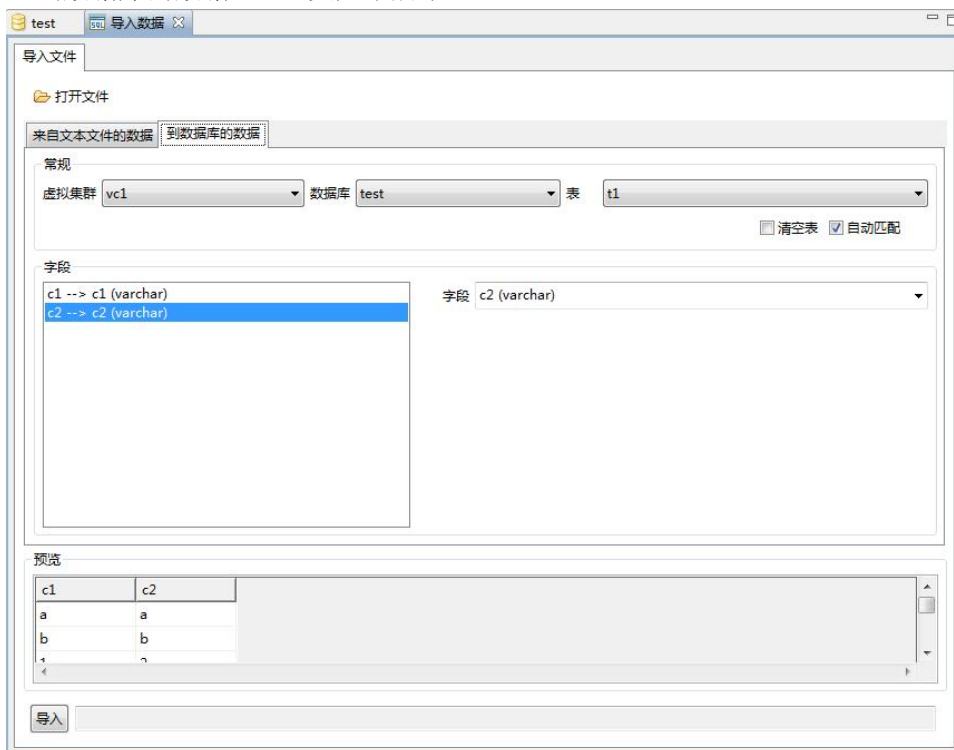 test 导入数据
导入文件
打开文件
来自文本文件的数据 到数据库的数据
常规
虚拟集群 vc1 数据库 test 表 t1
清空表 自动匹配
字段
c1 --> c1 (varchar) 字段 c2 (varchar)
c2 --> c2 (varchar)
预览
c1 c2
a a
b b
1 2
导入